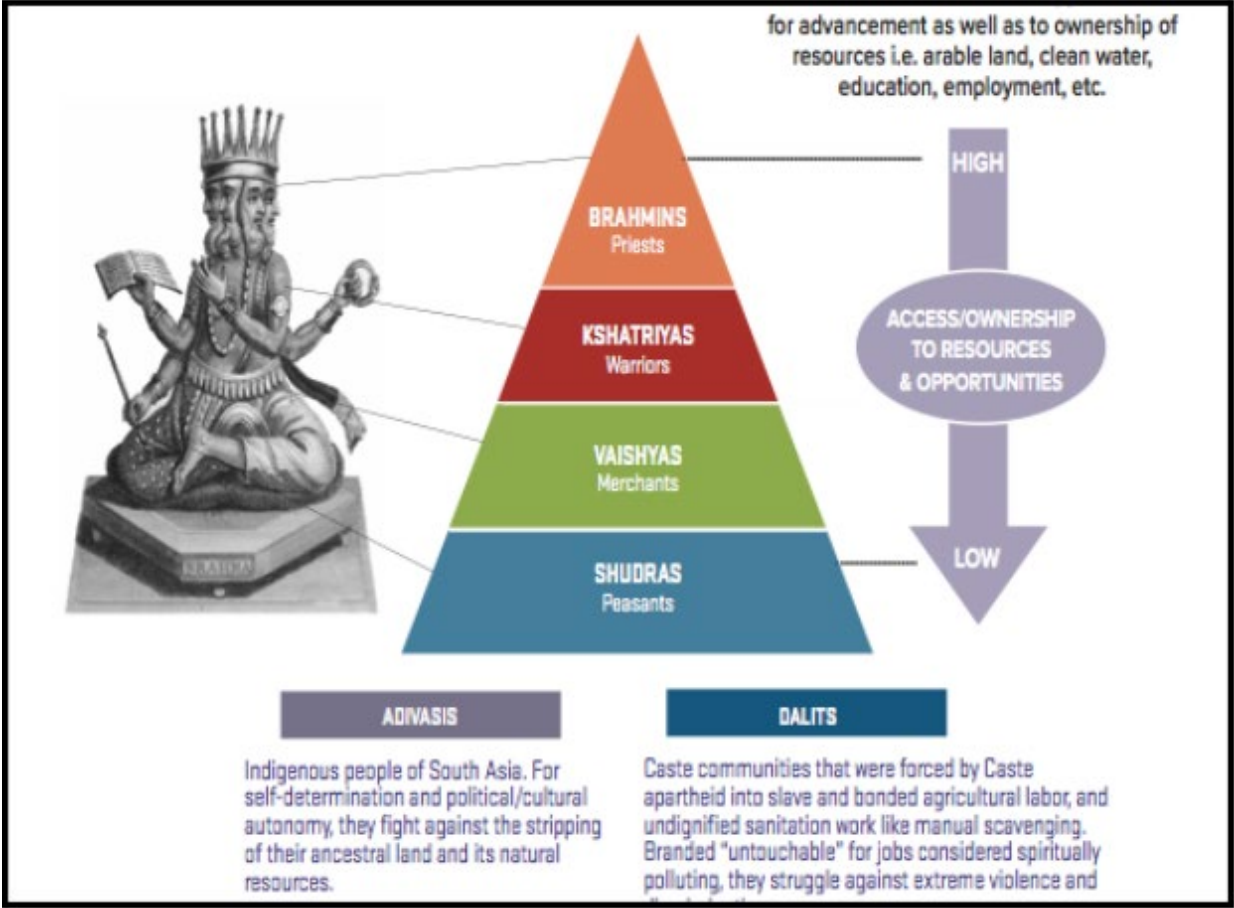 for advancement as well as to ownership of
resources i.e. arable land, clean water,
education, employment, etc.
HIGH
BRAHMINS
Priests
KSHATRIYAS
Warriors
ACCESS/OWNERSHIP
TO RESOURCES
& OPPORTUNITIES
VAISHYAS
Merchants
SHUDRAS
Peasants
LOW
ADIVASIS
Indigenous people of South Asia. For
self-determination and political/cultural
autonomy, they fight against the stripping
of their ancestral land and its natural
resources.
DALITS
Caste communities that were forced by Caste
apartheid into slave and bonded agricultural labor, and
undignified sanitation work like manual scavenging.
Branded "untouchable" for jobs considered spiritually
polluting, they struggle against extreme violence and